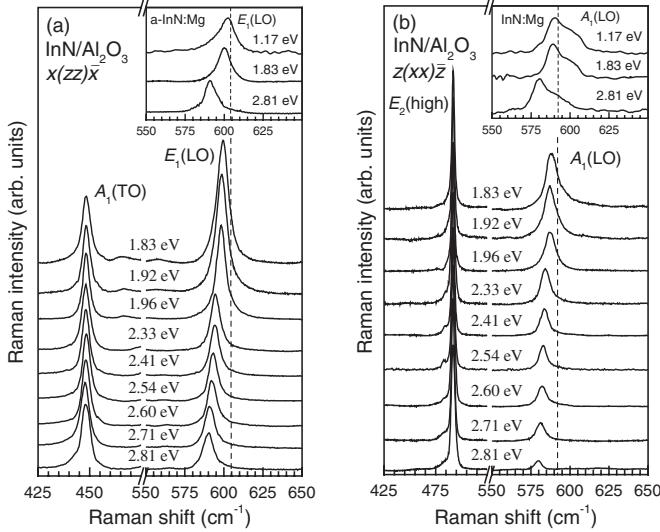 (a)
InN/Al₂O₃
x(zz)x̄
a-InN:Mg
E₁(LO)
1.17 eV
1.83 eV
2.81 eV
550 575 600 625
E₁(LO)
A₁(TO)
1.83 eV
1.92 eV
1.96 eV
2.33 eV
2.41 eV
2.54 eV
2.60 eV
2.71 eV
2.81 eV
425 450 550 575 600 625 650
Raman shift (cm⁻¹)
Raman intensity (arb. units)
(b)
InN/Al₂O₃
z(xx)z̄
E₂(high)
InN:Mg
A₁(LO)
1.17 eV
1.83 eV
2.81 eV
550 575 600 625
A₁(LO)
1.83 eV
1.92 eV
1.96 eV
2.33 eV
2.41 eV
2.54 eV
2.60 eV
2.71 eV
2.81 eV
425 475 550 575 600 625 650
Raman shift (cm⁻¹)
Raman intensity (arb. units)